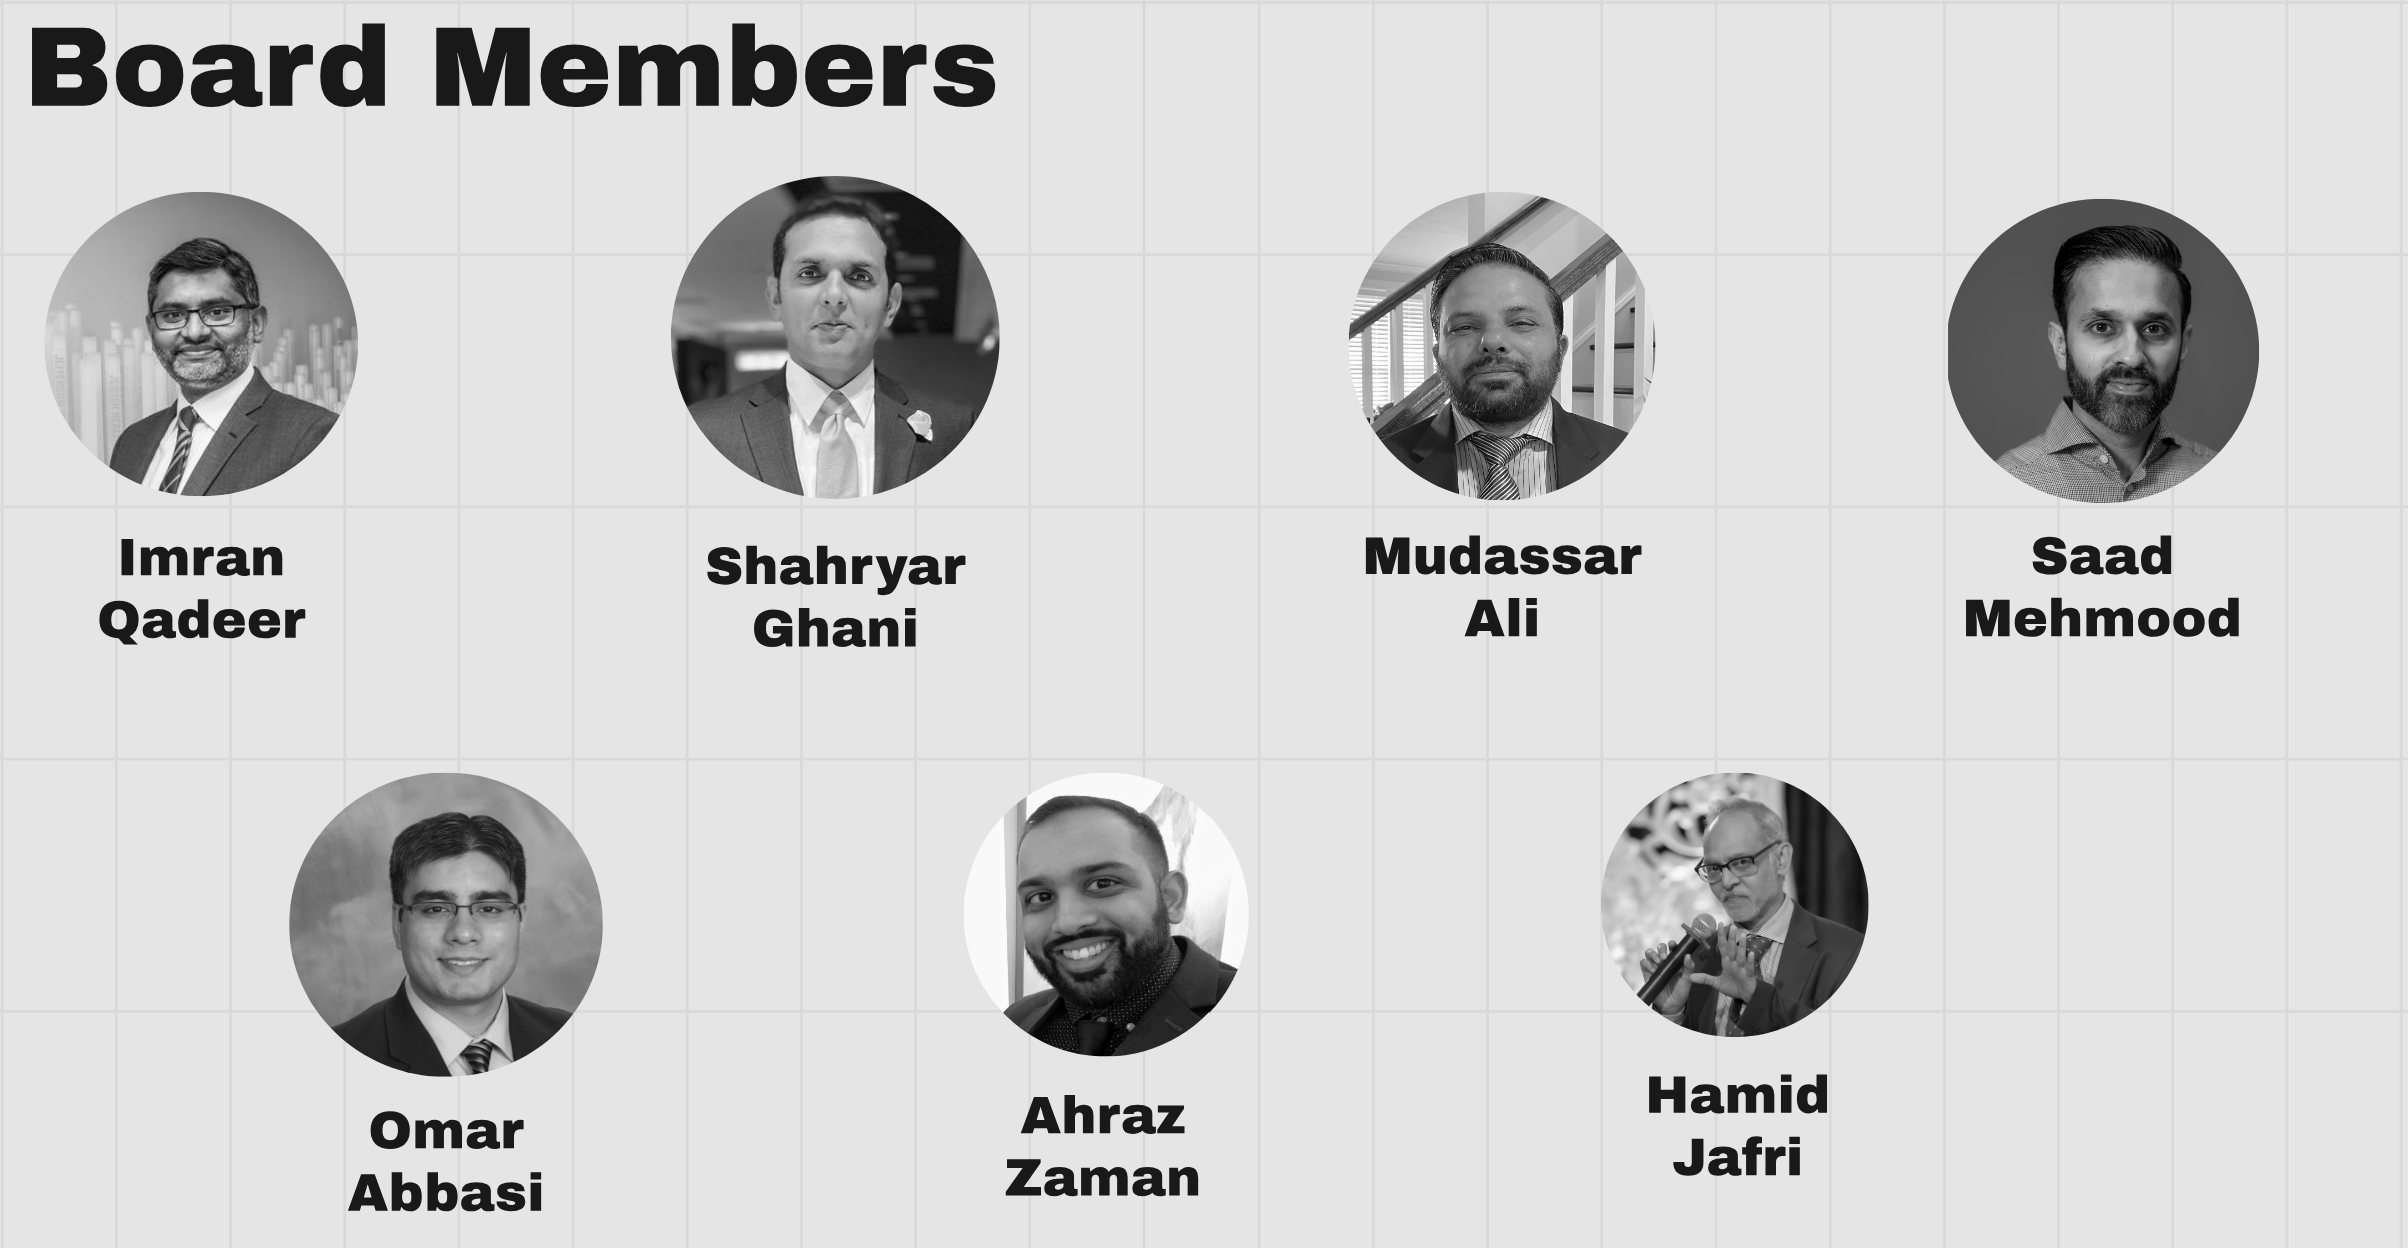 Board Members
Imran
Qadeer
Shahryar
Ghani
Mudassar
Ali
Saad
Mehmood
Omar
Abbasi
Ahraz
Zaman
Hamid
Jafri